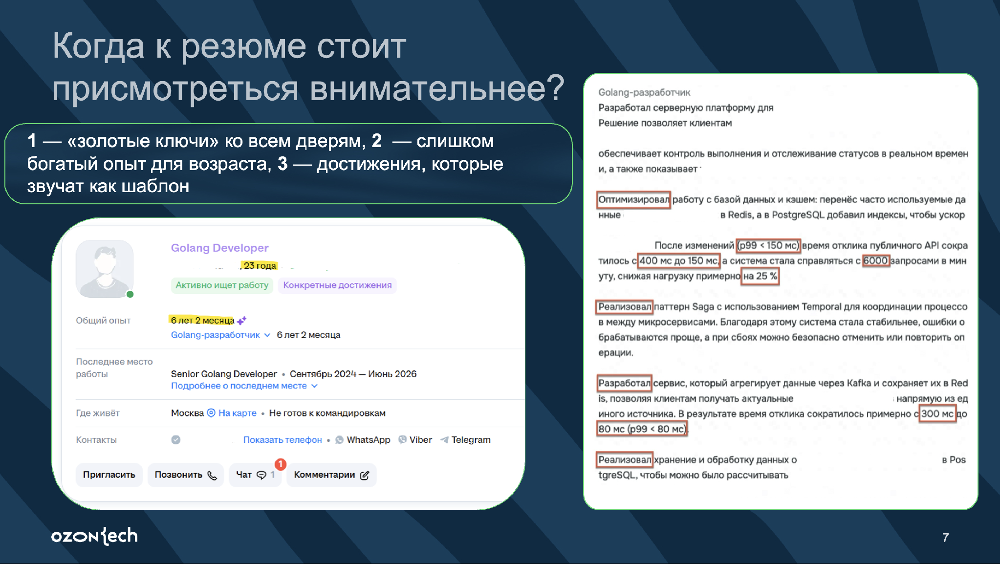 Когда к резюме стоит
присмотреться внимательнее?
1 — «золотые ключи» ко всем дверям, 2 — слишком
богатый опыт для возраста, 3 — достижения, которые
звучат как шаблон
Golang Developer
, 23 года
Активно ищет работу
Конкретные достижения
Общий опыт
6 лет 2 месяца
Golang-разработчик 6 лет 2 месяца
Последнее место
работы
Senior Golang Developer • Сентябрь 2024 — Июнь 2026
Подробнее о последнем месте
Где живёт
Москва На карте • Не готов к командировкам
Контакты
Показать телефон • WhatsApp Viber Telegram
Пригласить
Позвонить
Чат 1
1
Комментарии
Golang-разработчик
Разработал серверную платформу для
Решение позволяет клиентам
обеспечивает контроль выполнения и отслеживание статусов в реальном времен
и, а также показывает
Оптимизировал работу с базой данных и кэшем: перенёс часто используемые да
нные в Redis, а в PostgreSQL добавил индексы, чтобы ускор
После изменений (p99 < 150 мс) время отклика публичного API сокра
тилось с 400 мс до 150 мс, а система стала справляться с 6000 запросами в мин
уту, снижая нагрузку примерно на 25 %
Реализовал паттерн Saga с использованием Temporal для координации процессо
в между микросервисами. Благодаря этому система стала стабильнее, ошибки о
брабатываются проще, а при сбоях можно безопасно отменить или повторить оп
ерации.
Разработал сервис, который агрегирует данные через Kafka и сохраняет их в Red
is, позволяя клиентам получать актуальные напрямую из ед
иного источника. В результате время отклика сократилось примерно с 300 мс до
80 мс (p99 < 80 мс).
Реализовал хранение и обработку данных о в Pos
tgreSQL, чтобы можно было рассчитывать
ozon{ech
7